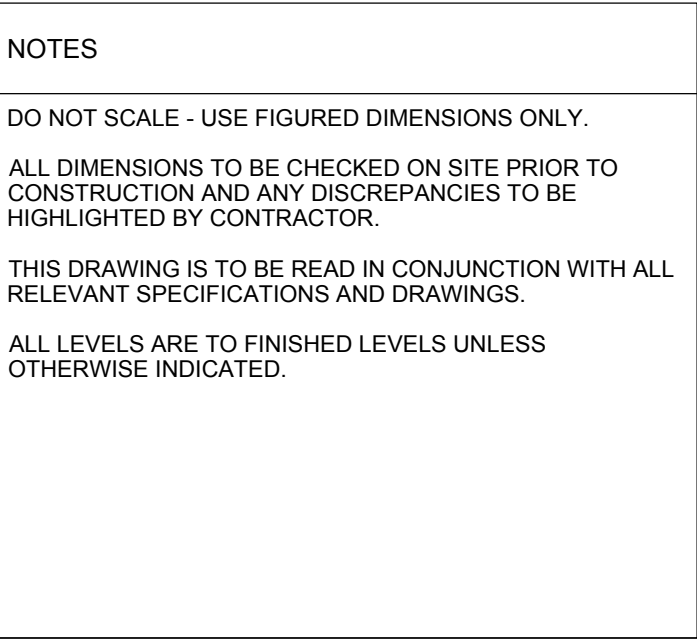 NOTES
DO NOT SCALE - USE FIGURED DIMENSIONS ONLY.
ALL DIMENSIONS TO BE CHECKED ON SITE PRIOR TO
CONSTRUCTION AND ANY DISCREPANCIES TO BE
HIGHLIGHTED BY CONTRACTOR.
THIS DRAWING IS TO BE READ IN CONJUNCTION WITH ALL
RELEVANT SPECIFICATIONS AND DRAWINGS.
ALL LEVELS ARE TO FINISHED LEVELS UNLESS
OTHERWISE INDICATED.